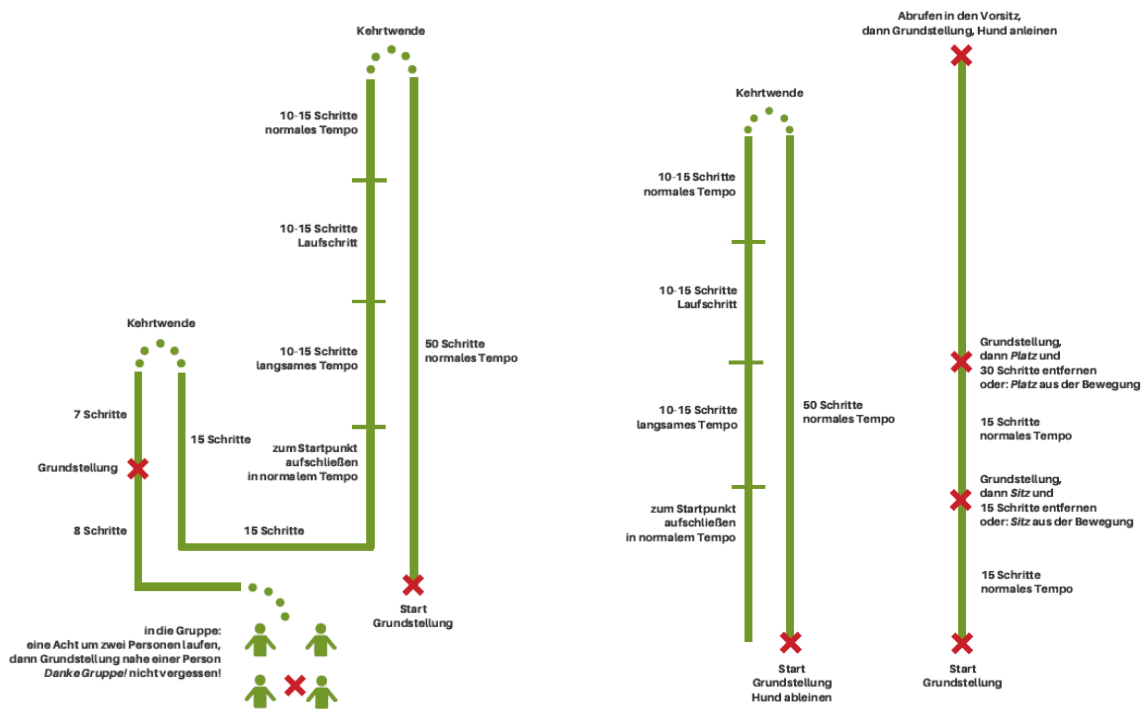 Kehrtwende
10-15 Schritte
normales Tempo
10-15 Schritte
Laufschritt
10-15 Schritte
langsames Tempo
50 Schritte
normales Tempo
zum Startpunkt
aufschließen
in normalem Tempo
Kehrtwende
7 Schritte
15 Schritte
Grundstellung
8 Schritte
15 Schritte
Start
Grundstellung
in die Gruppe:
eine Acht um zwei Personen laufen,
dann Grundstellung nahe einer Person
Danke Gruppe! nicht vergessen!
Kehrtwende
10-15 Schritte
normales Tempo
10-15 Schritte
Laufschritt
10-15 Schritte
langsames Tempo
50 Schritte
normales Tempo
zum Startpunkt
aufschließen
in normalem Tempo
Start
Grundstellung
Hund ableinen
Abrufen in den Vorsitz,
dann Grundstellung, Hund anleinen
Grundstellung,
dann Platz und
30 Schritte entfernen
oder: Platz aus der Bewegung
15 Schritte
normales Tempo
Grundstellung,
dann Sitz und
15 Schritte entfernen
oder: Sitz aus der Bewegung
15 Schritte
normales Tempo
Start
Grundstellung